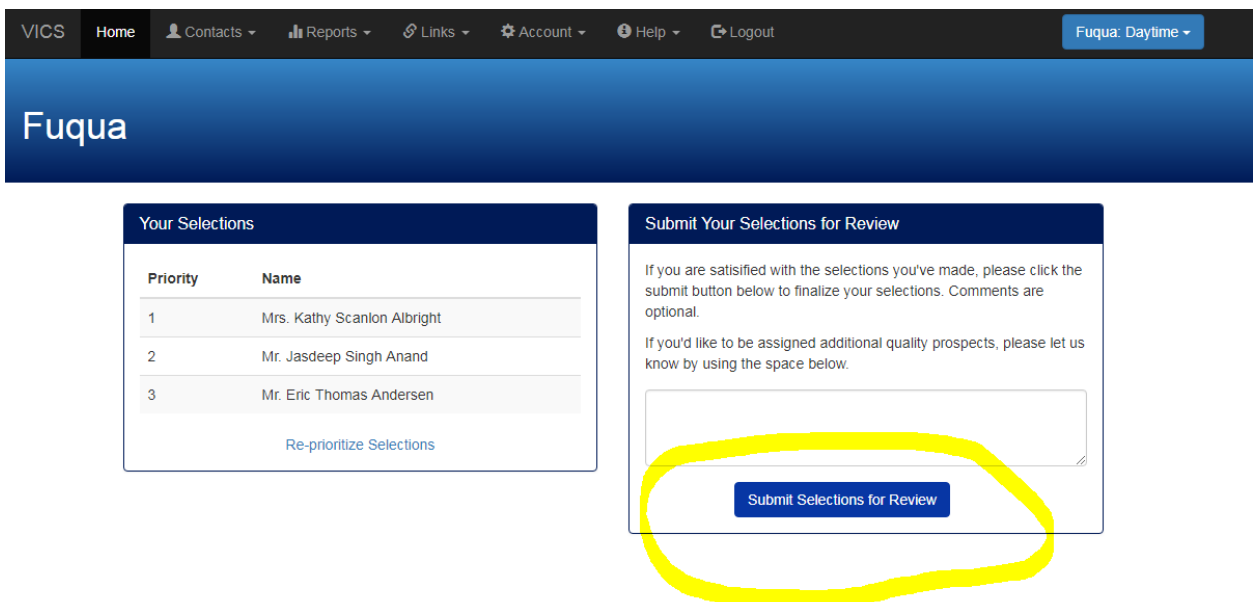 VICS Home Contacts Reports Links Account Help Logout Fuqua: Daytime
Fuqua
Your Selections
Priority Name
1 Mrs. Kathy Scanlon Albright
2 Mr. Jasdeep Singh Anand
3 Mr. Eric Thomas Andersen
Re-prioritize Selections
Submit Your Selections for Review
If you are satisified with the selections you've made, please click the
submit button below to finalize your selections. Comments are
optional.
If you'd like to be assigned additional quality prospects, please let us
know by using the space below.
Submit Selections for Review